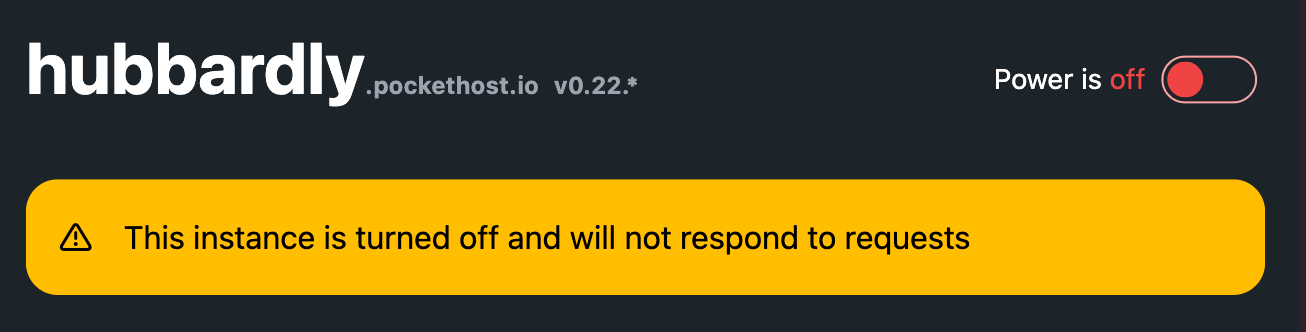 hubbardly.pockethost.io v0.22.*
Power is off
This instance is turned off and will not respond to requests